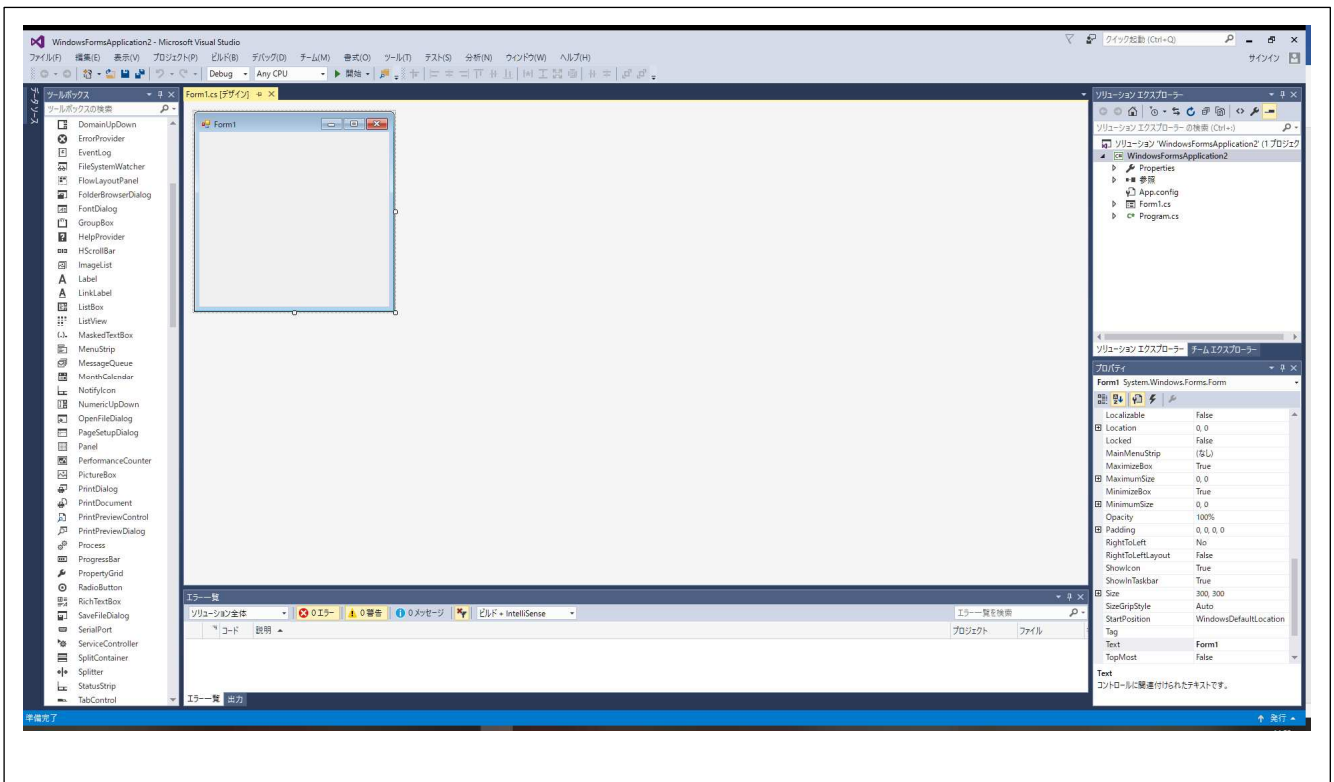 WindowsFormsApplication2 - Microsoft Visual Studio
クイック起動 (Ctrl+Q)
ファイル(F) 編集(E) 表示(V) プロジェクト(P) ビルド(B) デバッグ(D) チーム(M) 書式(O) ツール(T) テスト(S) 分析(N) ウィンドウ(W) ヘルプ(H)
サインイン
Debug Any CPU 開始
データ ソース
ツールボックス
ツールボックスの検索
DomainUpDown
ErrorProvider
EventLog
FileSystemWatcher
FlowLayoutPanel
FolderBrowserDialog
FontDialog
GroupBox
HelpProvider
HScrollBar
ImageList
Label
LinkLabel
ListBox
ListView
MaskedTextBox
MenuStrip
MessageQueue
MonthCalendar
NotifyIcon
NumericUpDown
OpenFileDialog
PageSetupDialog
Panel
PerformanceCounter
PictureBox
PrintDialog
PrintDocument
PrintPreviewControl
PrintPreviewDialog
Process
ProgressBar
PropertyGrid
RadioButton
RichTextBox
SaveFileDialog
SerialPort
ServiceController
SplitContainer
Splitter
StatusStrip
TabControl
Form1.cs [デザイン]
Form1
エラー一覧
ソリューション全体 0 エラー 0 警告 0 メッセージ ビルド + IntelliSense エラー一覧を検索
コード 説明 プロジェクト ファイル
エラー一覧 出力
ソリューション エクスプローラー
ソリューション エクスプローラー の検索 (Ctrl+:)
ソリューション 'WindowsFormsApplication2' (1 プロジェク
WindowsFormsApplication2
Properties
参照
App.config
Form1.cs
Program.cs
ソリューション エクスプローラー チーム エクスプローラー
プロパティ
Form1 System.Windows.Forms.Form
Localizable False
Location 0, 0
Locked False
MainMenuStrip (なし)
MaximizeBox True
MaximumSize 0, 0
MinimizeBox True
MinimumSize 0, 0
Opacity 100%
Padding 0, 0, 0, 0
RightToLeft No
RightToLeftLayout False
ShowIcon True
ShowInTaskbar True
Size 300, 300
SizeGripStyle Auto
StartPosition WindowsDefaultLocation
Tag
Text Form1
TopMost False
Text
コントロールに関連付けられたテキストです。
準備完了
発行